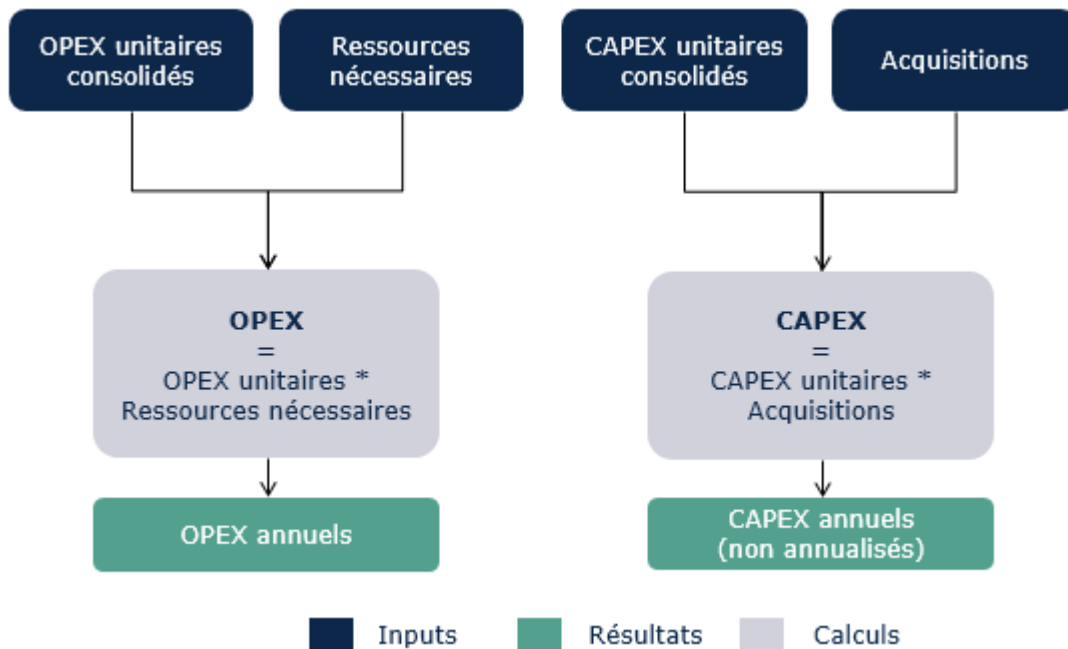 OPEX unitaires
consolidés
Ressources
nécessaires
CAPEX unitaires
consolidés
Acquisitions
OPEX
=
OPEX unitaires *
Ressources nécessaires
CAPEX
=
CAPEX unitaires *
Acquisitions
OPEX annuels
CAPEX annuels
(non annualisés)
Inputs
Résultats
Calculs